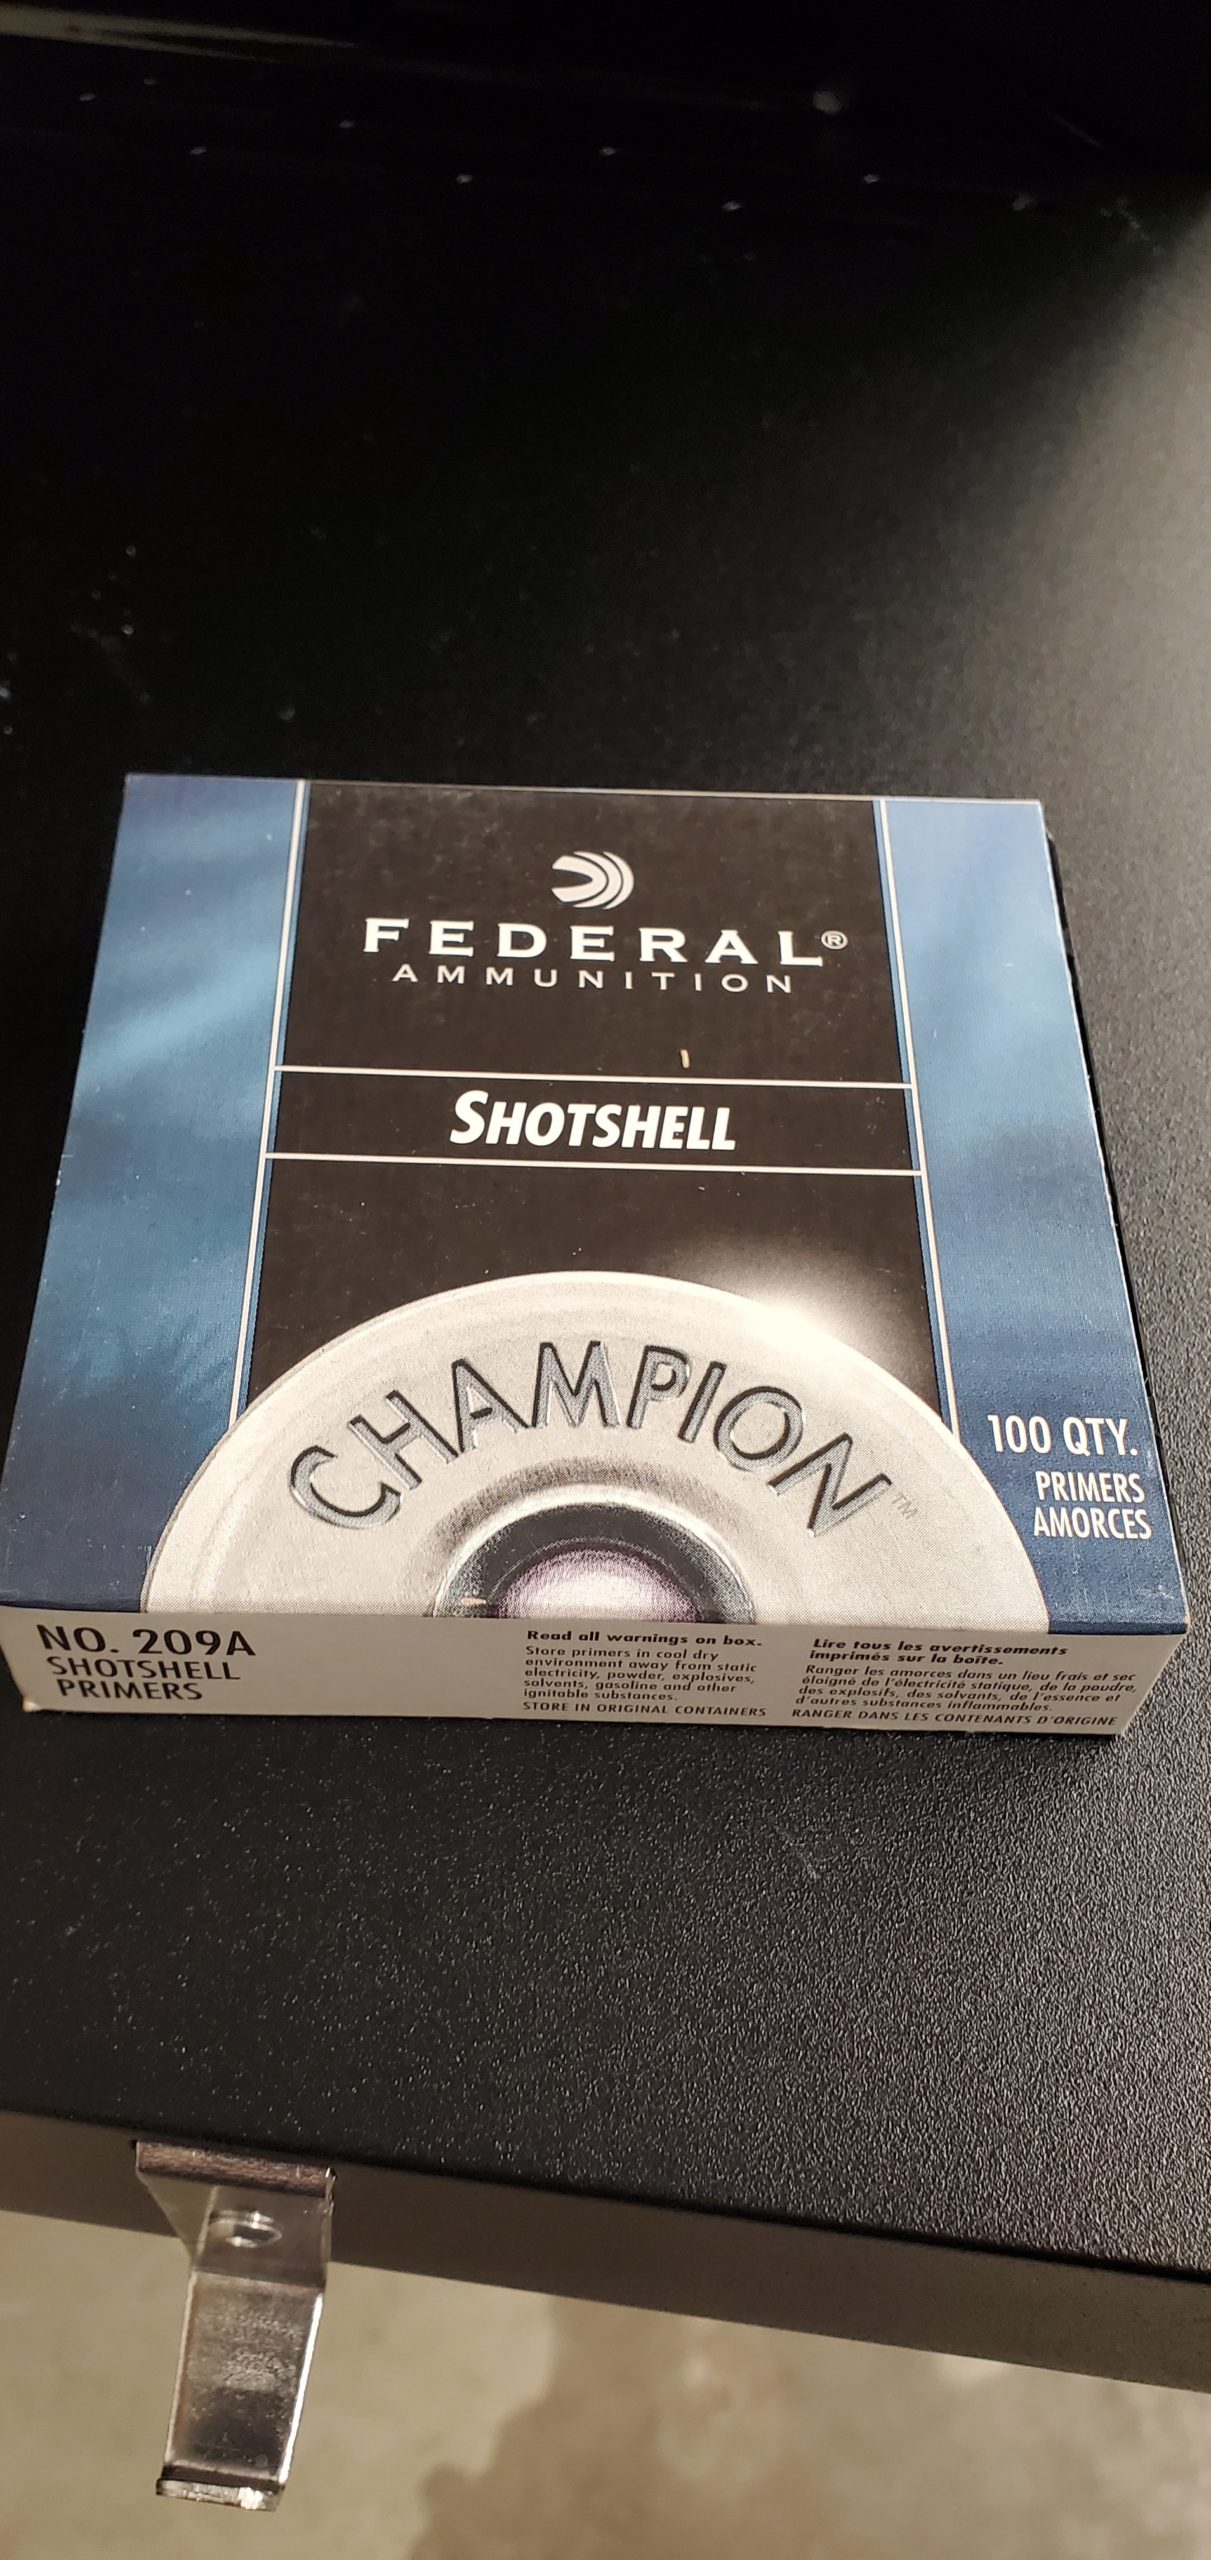 FEDERAL®
AMMUNITION
SHOTSHELL
CHAMPION™
100 QTY.
PRIMERS
AMORCES
NO. 209A
SHOTSHELL
PRIMERS
Read all warnings on box.
Store primers in cool dry
environment away from static
electricity, powder, explosives,
solvents, gasoline and other
ignitable substances.
STORE IN ORIGINAL CONTAINERS
Lire tous les avertissements
imprimés sur la boîte.
Ranger les amorces dans un lieu frais et sec
éloigné de l'électricité statique, de la poudre,
des explosifs, des solvants, de l'essence et
d'autres substances inflammables.
RANGER DANS LES CONTENANTS D'ORIGINE